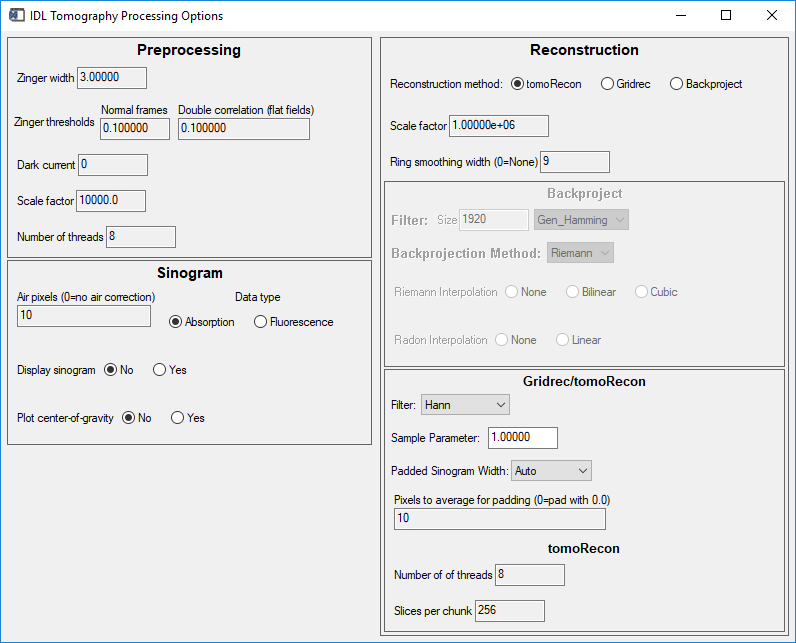 IDL Tomography Processing Options
Preprocessing
Zinger width 3.00000
Normal frames Double correlation (flat fields)
Zinger thresholds 0.100000 0.100000
Dark current 0
Scale factor 10000.0
Number of threads 8
Sinogram
Air pixels (0=no air correction) Data type
10 Absorption Fluorescence
Display sinogram No Yes
Plot center-of-gravity No Yes
Reconstruction
Reconstruction method: tomoRecon Gridrec Backproject
Scale factor 1.00000e+06
Ring smoothing width (0=None) 9
Backproject
Filter: Size 1920 Gen_Hamming
Backprojection Method: Riemann
Riemann Interpolation None Bilinear Cubic
Radon Interpolation None Linear
Gridrec/tomoRecon
Filter: Hann
Sample Parameter: 1.00000
Padded Sinogram Width: Auto
Pixels to average for padding (0=pad with 0.0)
10
tomoRecon
Number of of threads 8
Slices per chunk 256